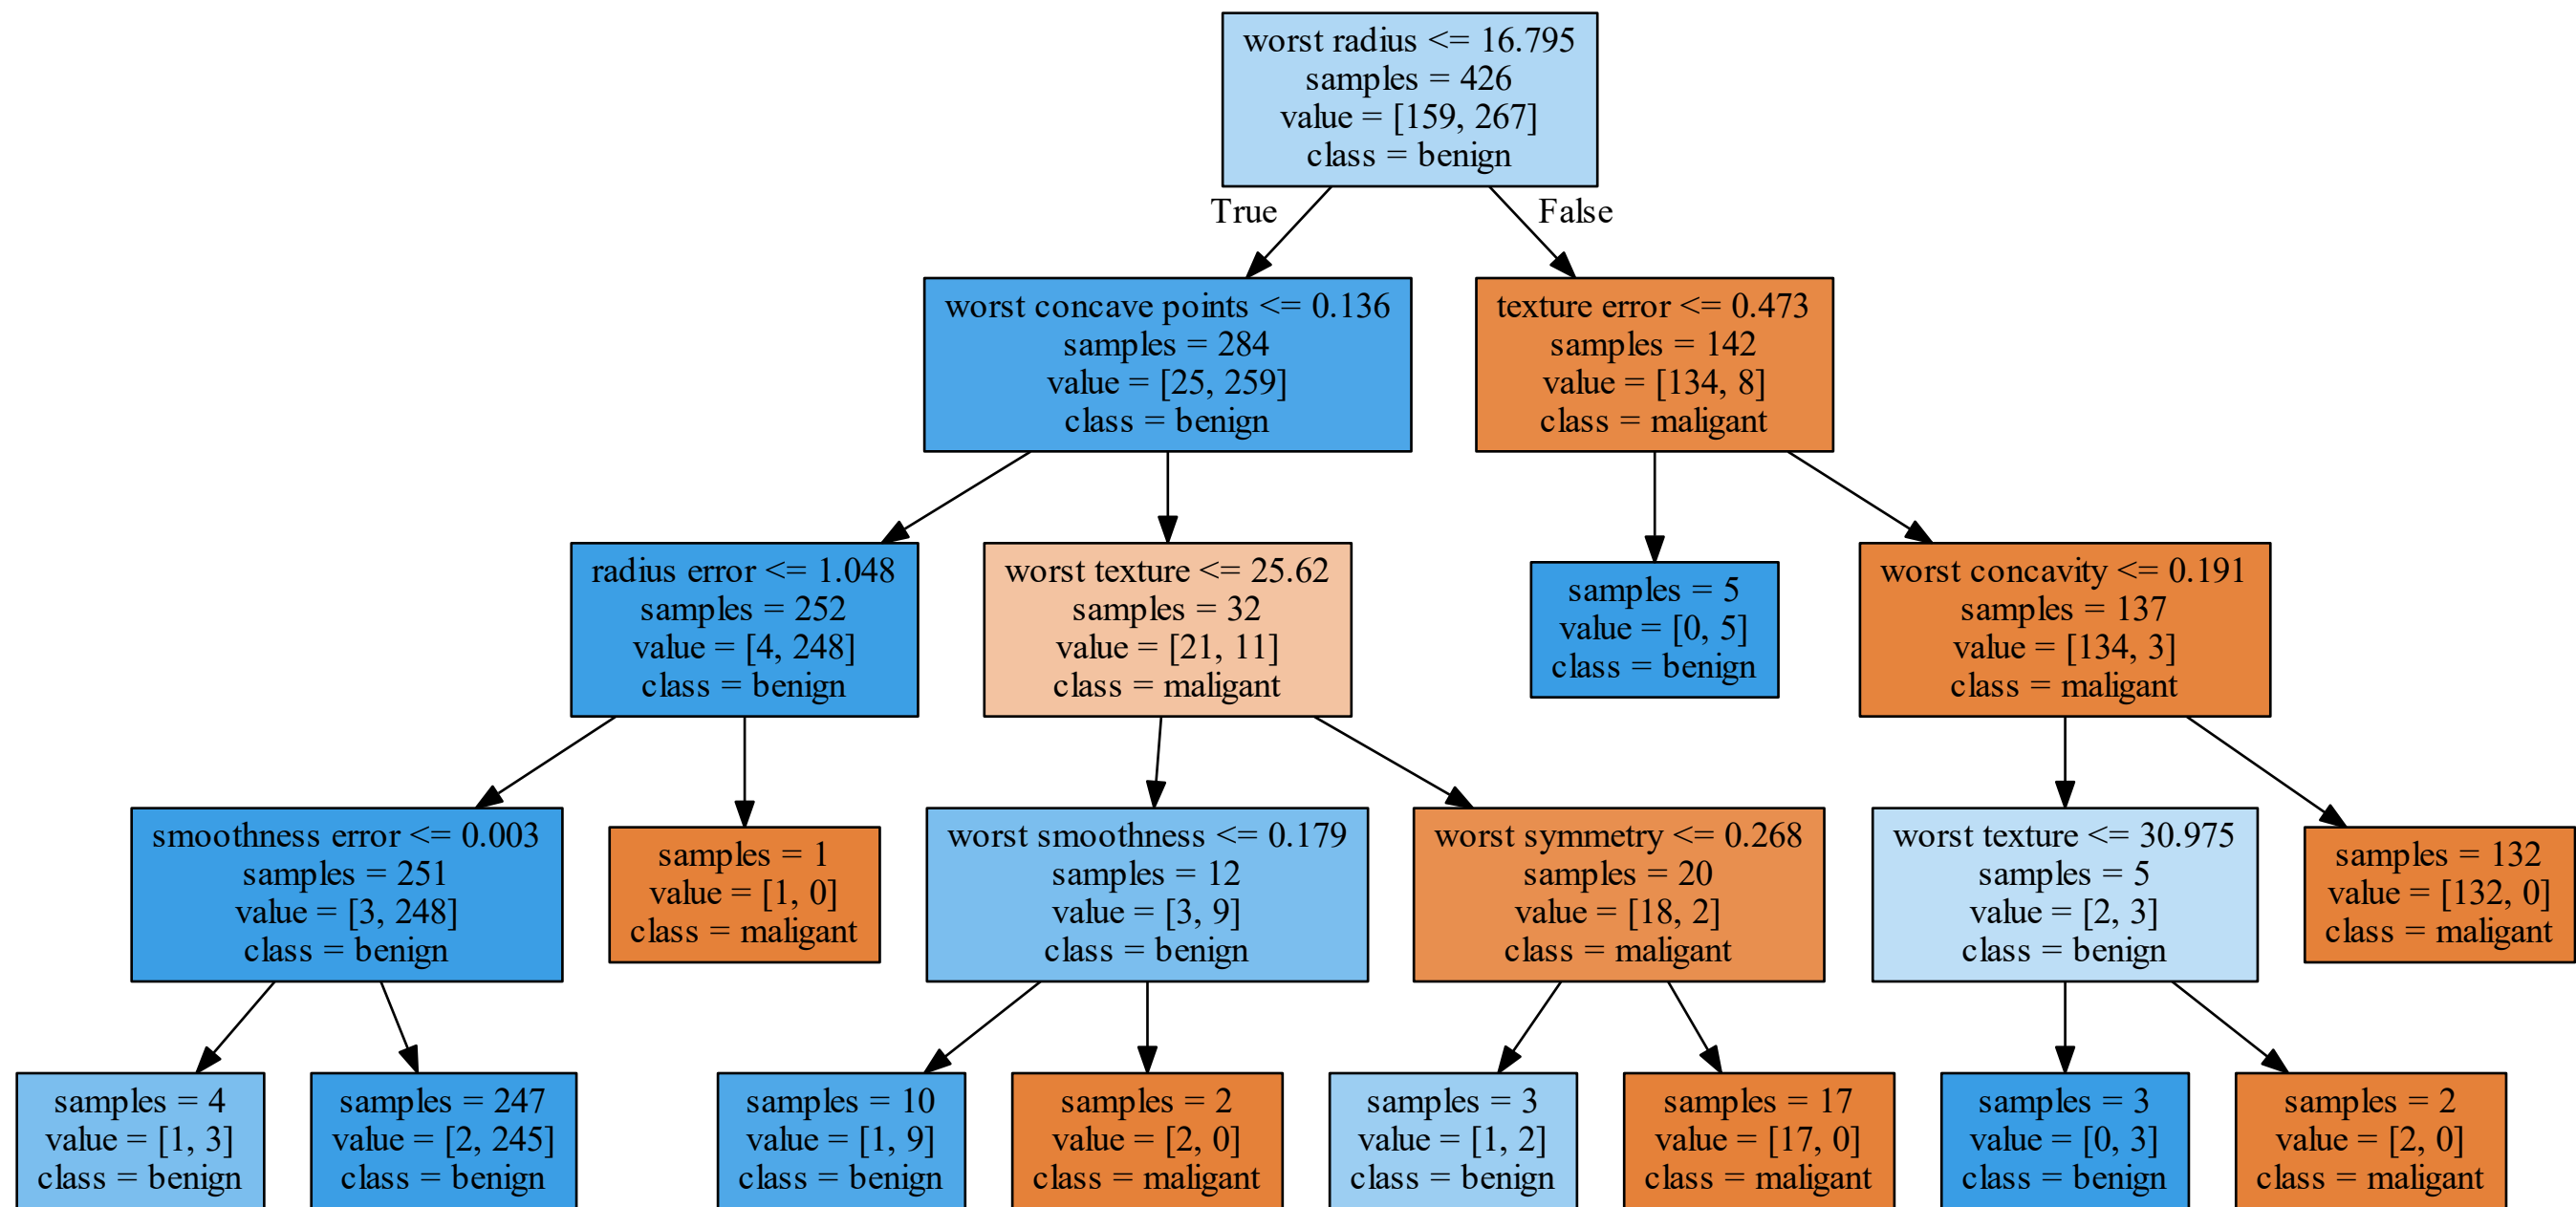 worst radius <= 16.795
samples = 426
value = [159, 267]
class = benign
True
False
worst concave points <= 0.136
samples = 284
value = [25, 259]
class = benign
texture error <= 0.473
samples = 142
value = [134, 8]
class = maligant
radius error <= 1.048
samples = 252
value = [4, 248]
class = benign
worst texture <= 25.62
samples = 32
value = [21, 11]
class = maligant
samples = 5
value = [0, 5]
class = benign
worst concavity <= 0.191
samples = 137
value = [134, 3]
class = maligant
smoothness error <= 0.003
samples = 251
value = [3, 248]
class = benign
samples = 1
value = [1, 0]
class = maligant
worst smoothness <= 0.179
samples = 12
value = [3, 9]
class = benign
worst symmetry <= 0.268
samples = 20
value = [18, 2]
class = maligant
worst texture <= 30.975
samples = 5
value = [2, 3]
class = benign
samples = 132
value = [132, 0]
class = maligant
samples = 4
value = [1, 3]
class = benign
samples = 247
value = [2, 245]
class = benign
samples = 10
value = [1, 9]
class = benign
samples = 2
value = [2, 0]
class = maligant
samples = 3
value = [1, 2]
class = benign
samples = 17
value = [17, 0]
class = maligant
samples = 3
value = [0, 3]
class = benign
samples = 2
value = [2, 0]
class = maligant